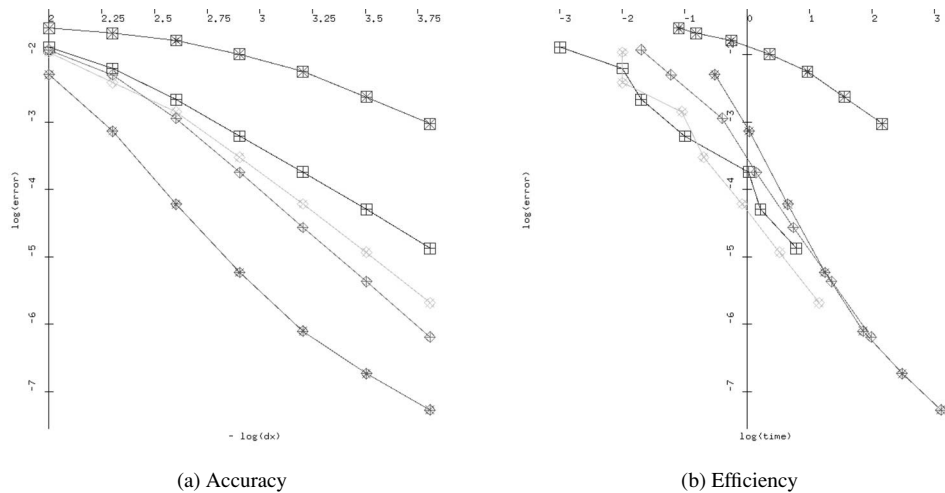 2 2.25 2.5 2.75 3 3.25 3.5 3.75
-2
-3
-4
-5
-6
-7
log(error)
- log(dx)
(a) Accuracy
-3 -2 -1 0 1 2 3
-2
-3
-4
-5
-6
-7
log(error)
log(time)
(b) Efficiency